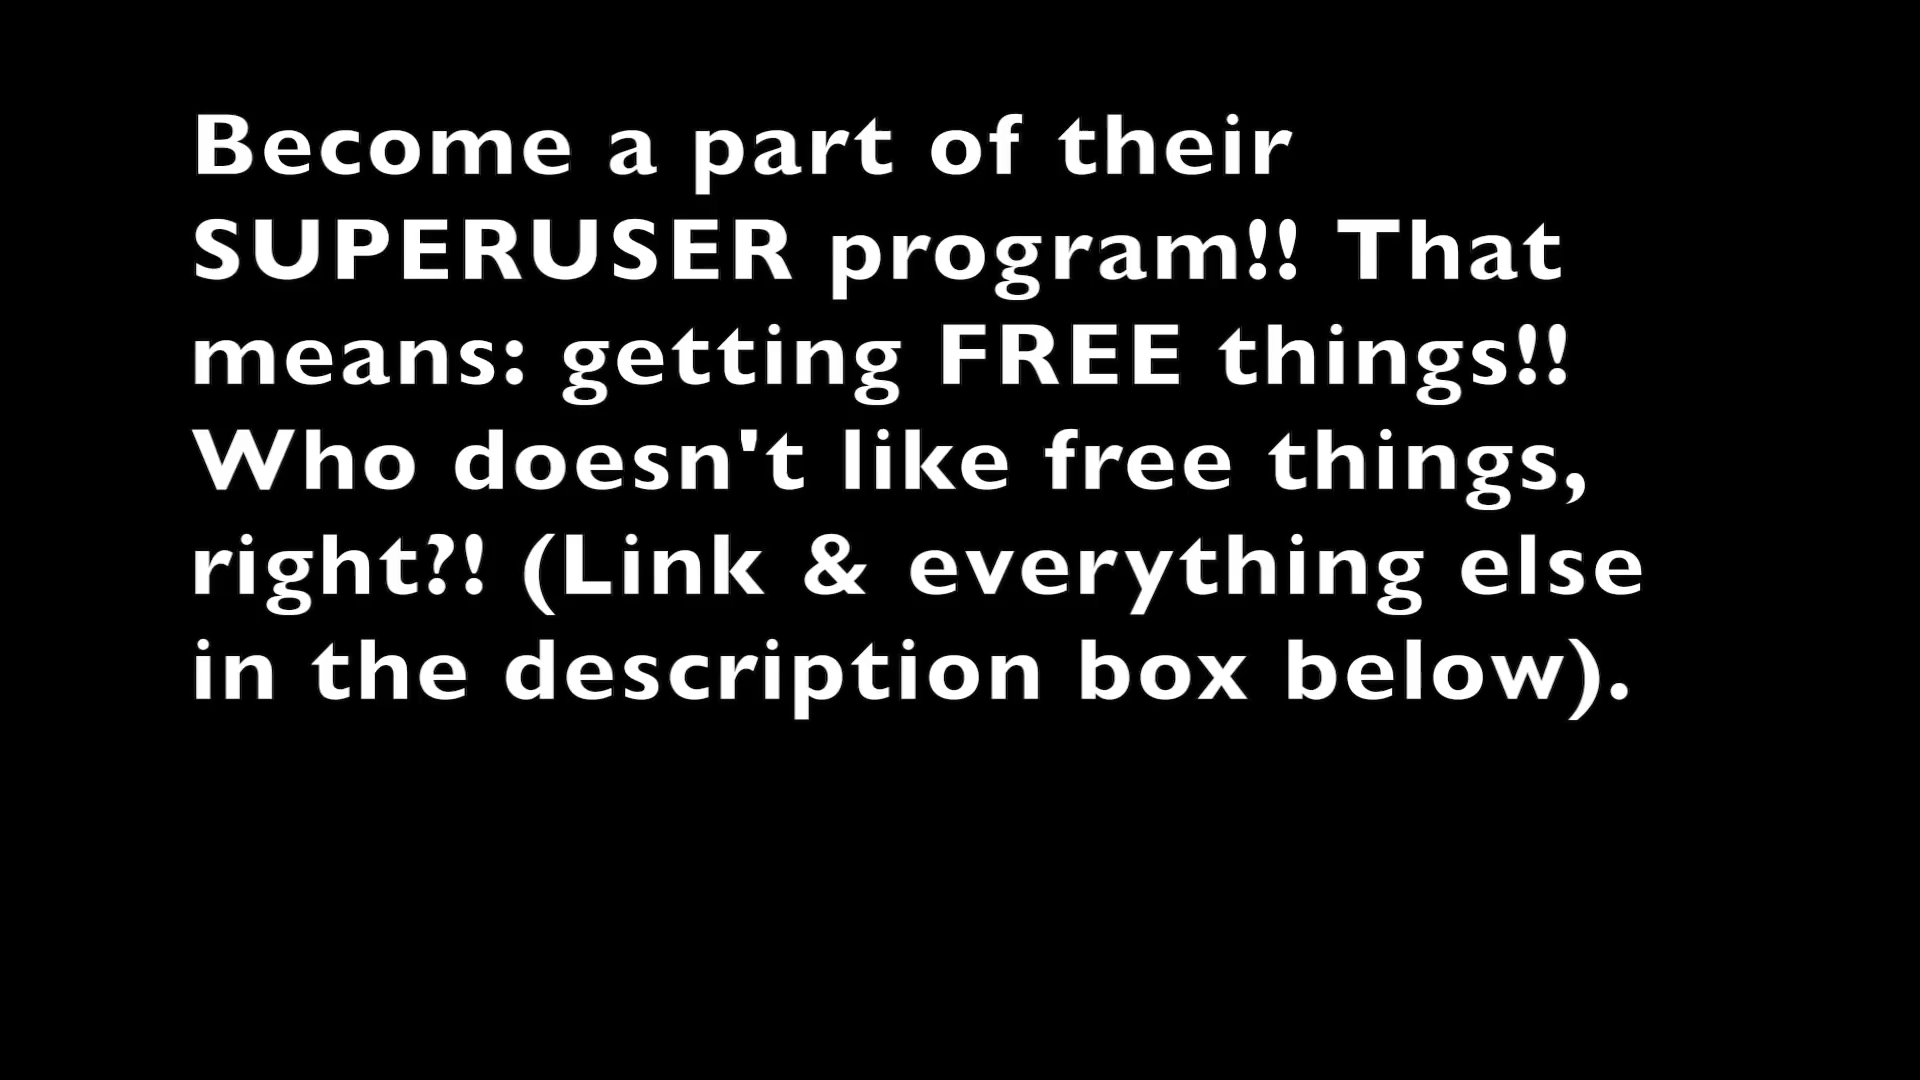 Become a part of their
SUPERUSER program!! That
means: getting FREE things!!
Who doesn't like free things,
right?! (Link & everything else
in the description box below).